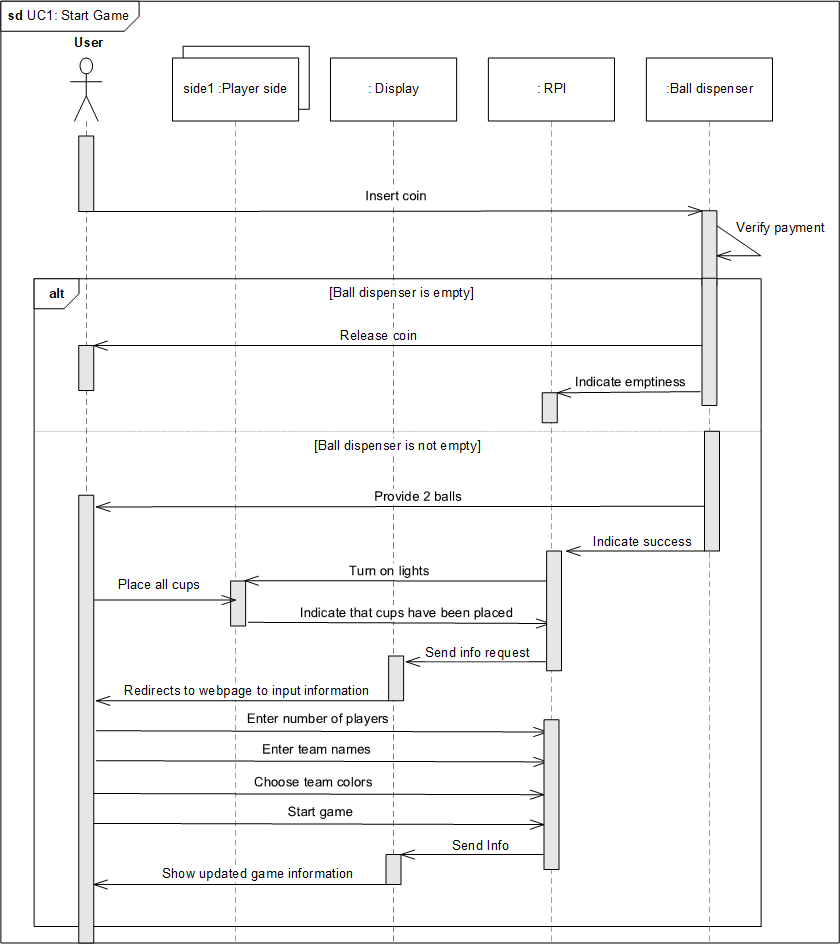 sd UC1: Start Game
User
side1 :Player side
: Display
: RPI
:Ball dispenser
Insert coin
Verify payment
alt
[Ball dispenser is empty]
Release coin
Indicate emptiness
[Ball dispenser is not empty]
Provide 2 balls
Indicate success
Turn on lights
Place all cups
Indicate that cups have been placed
Send info request
Redirects to webpage to input information
Enter number of players
Enter team names
Choose team colors
Start game
Send Info
Show updated game information